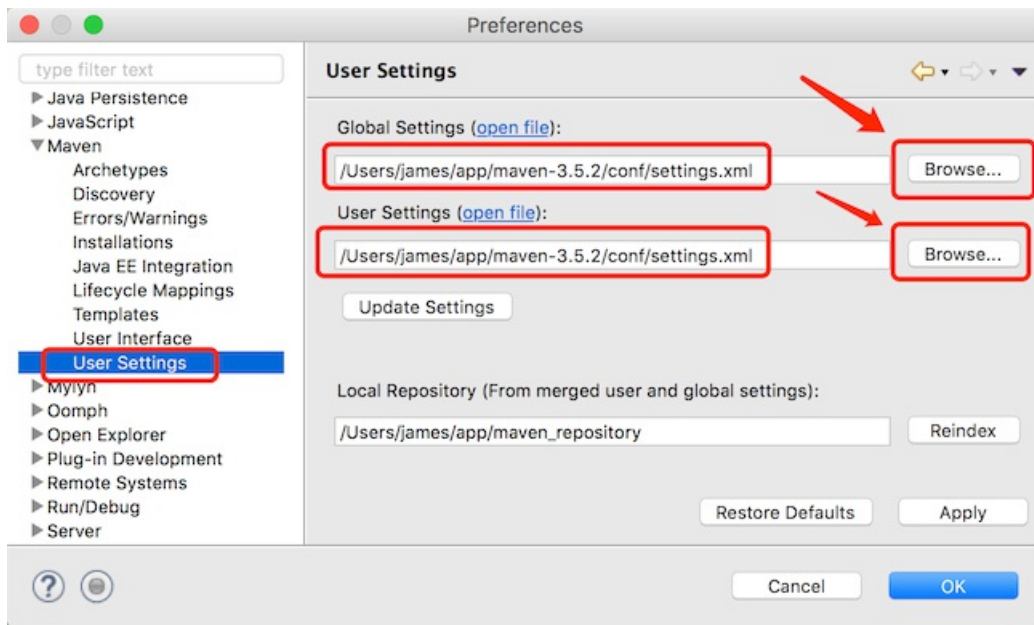 Preferences
type filter text
Java Persistence
JavaScript
Maven
Archetypes
Discovery
Errors/Warnings
Installations
Java EE Integration
Lifecycle Mappings
Templates
User Interface
User Settings
Mylyn
Oomph
Open Explorer
Plug-in Development
Remote Systems
Run/Debug
Server
User Settings
Global Settings (open file):
/Users/james/app/maven-3.5.2/conf/settings.xml Browse...
User Settings (open file):
/Users/james/app/maven-3.5.2/conf/settings.xml Browse...
Update Settings
Local Repository (From merged user and global settings):
/Users/james/app/maven_repository Reindex
Restore Defaults Apply
? Cancel OK